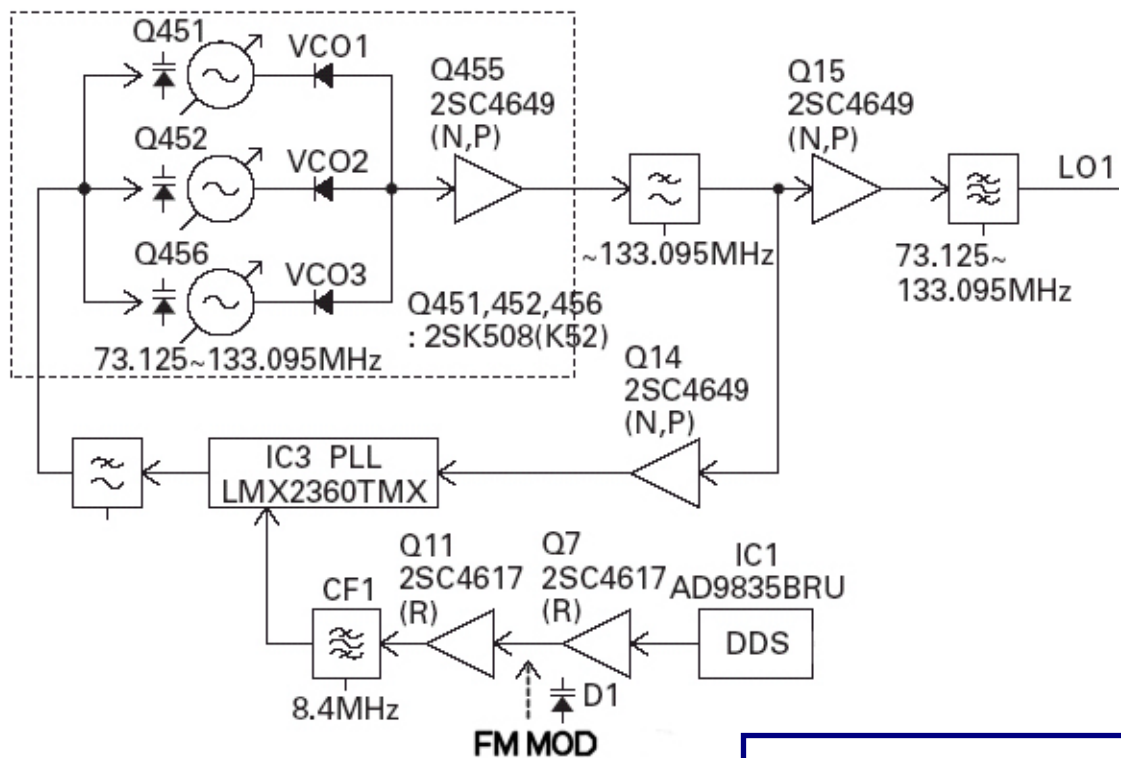 Q451
VCO1
Q455
2SC4649
(N,P)
Q15
2SC4649
(N,P)
Q452
VCO2
LO1
Q456
VCO3
~133.095MHz
73.125~
133.095MHz
Q451,452,456
: 2SK508(K52)
73.125~133.095MHz
Q14
2SC4649
(N,P)
IC3 PLL
LMX2360TMX
Q11
2SC4617
(R)
Q7
2SC4617
(R)
IC1
AD9835BRU
CF1
DDS
8.4MHz
D1
FM MOD